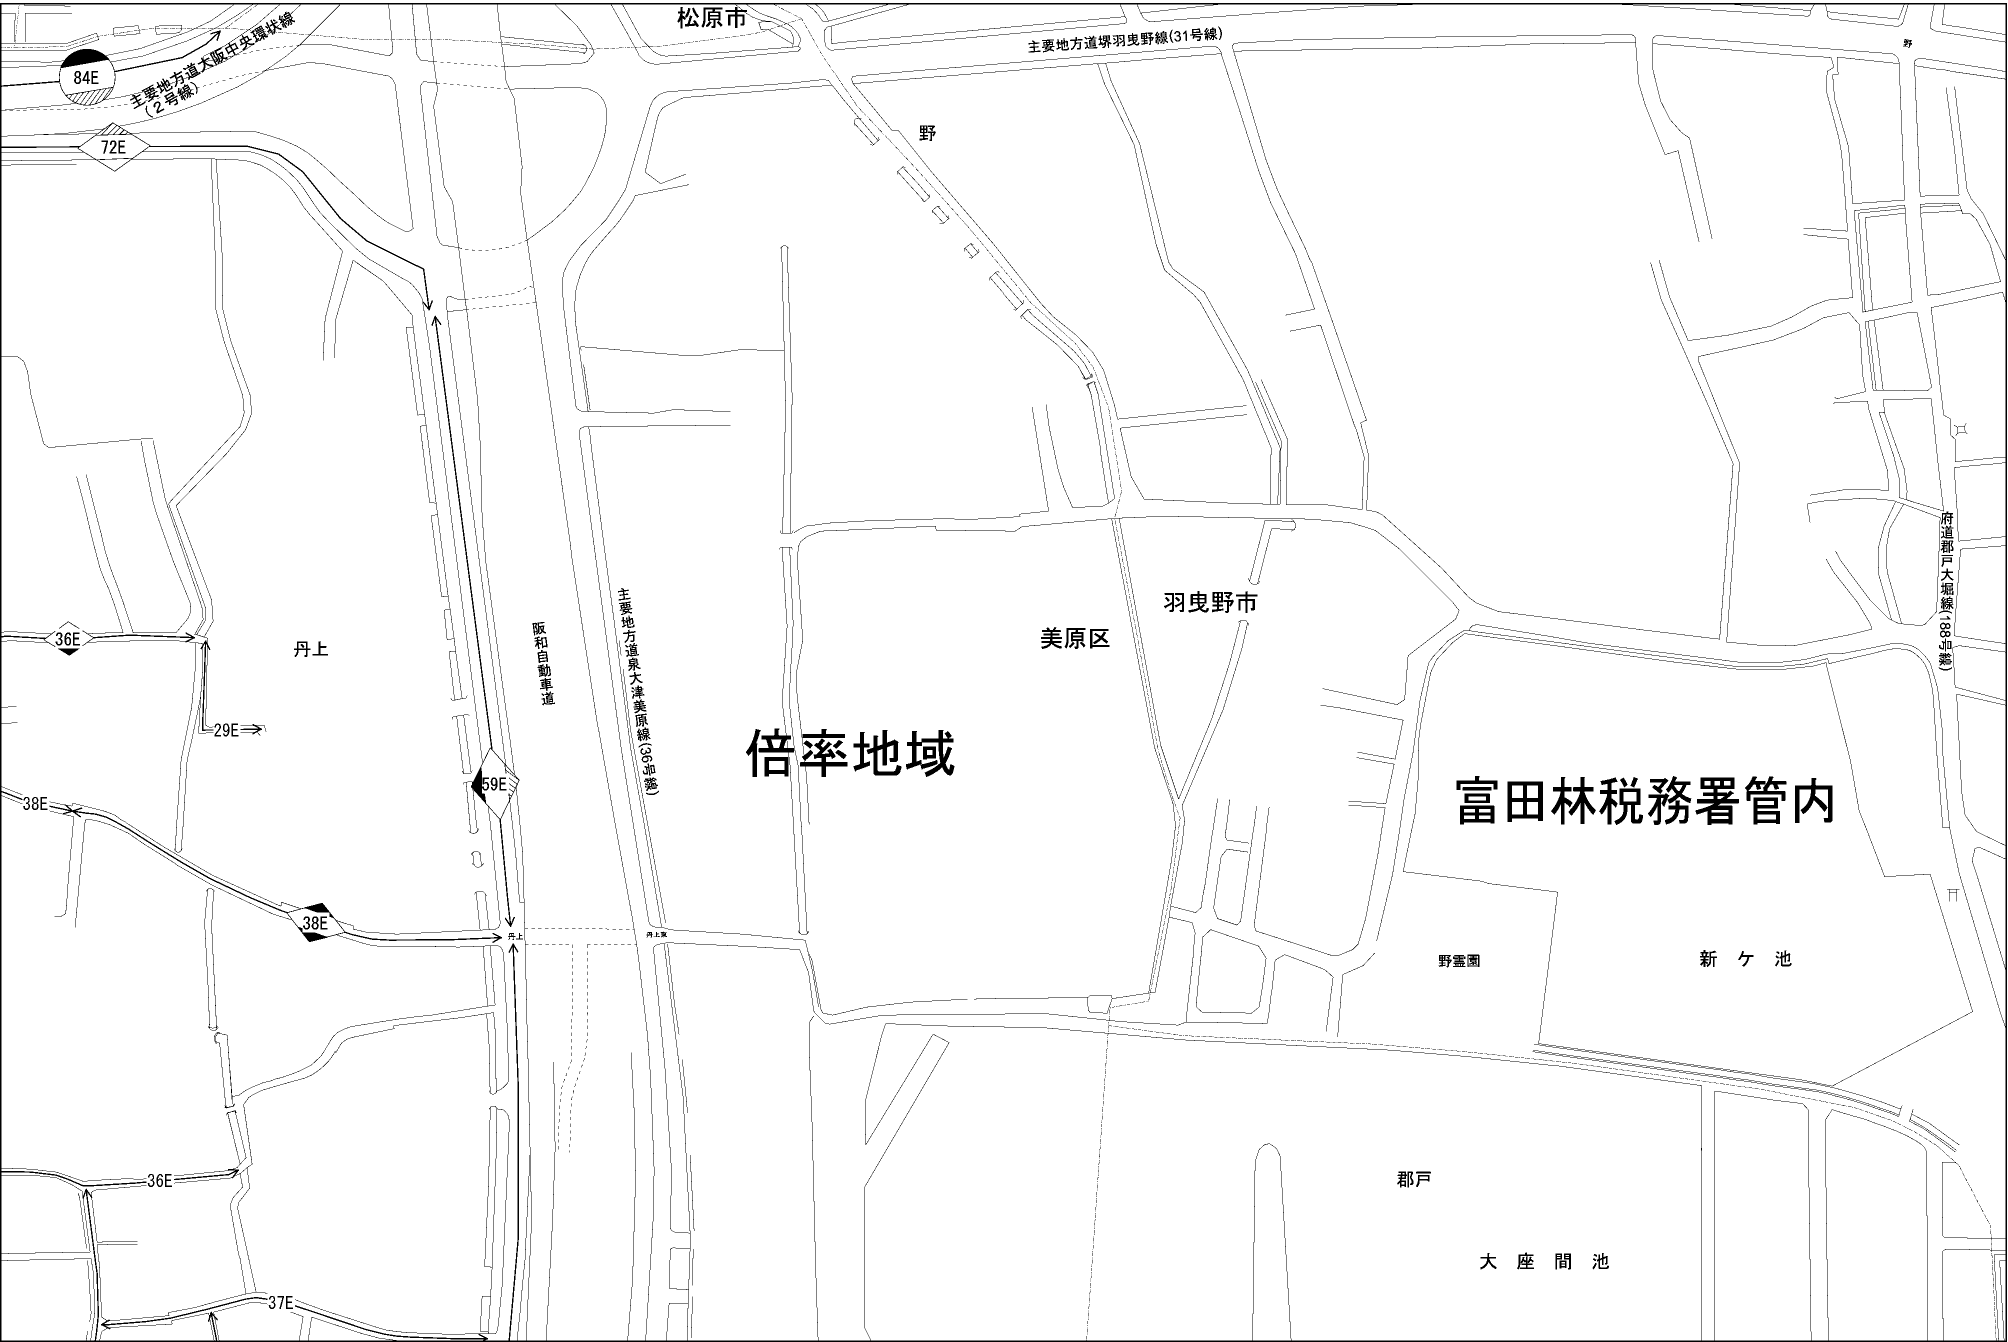 松原市
主要地方道堺羽曳野線(31号線)
野
84E
主要地方道大阪中央環状線
(2号線)
72E
野
府道郡戸大堀線(188号線)
羽曳野市
美原区
36E
丹上
阪和自動車道
主要地方道泉大津美原線(36号線)
29E
倍率地域
59E
富田林税務署管内
38E
38E
丹上
丹上東
野霊園
新ケ池
36E
郡戸
大座間池
37E